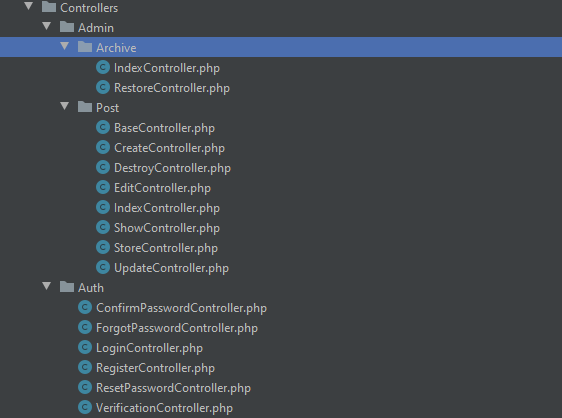 Controllers
Admin
Archive
IndexController.php
RestoreController.php
Post
BaseController.php
CreateController.php
DestroyController.php
EditController.php
IndexController.php
ShowController.php
StoreController.php
UpdateController.php
Auth
ConfirmPasswordController.php
ForgotPasswordController.php
LoginController.php
RegisterController.php
ResetPasswordController.php
VerificationController.php